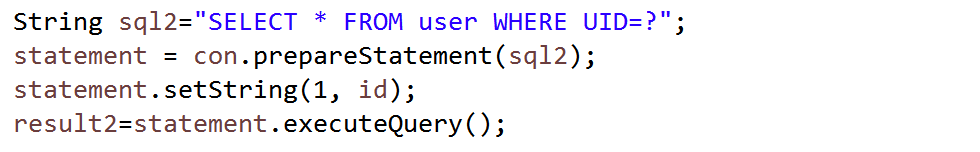 String sql2="SELECT * FROM user WHERE UID=?";
statement = con.prepareStatement(sql2);
statement.setString(1, id);
result2=statement.executeQuery();